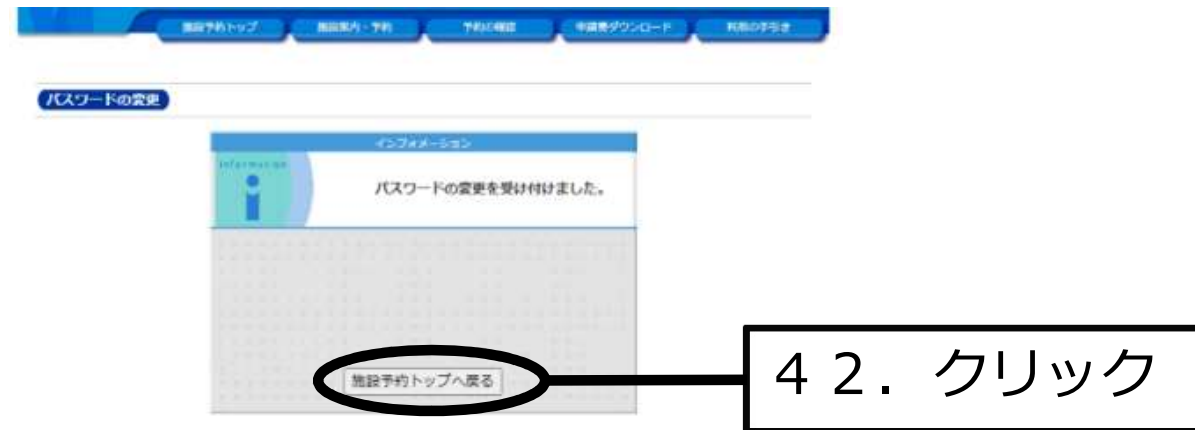 施設予約トップ 施設案内・予約 予約の確認 申請書ダウンロード 利用の手引き
パスワードの変更
インフォメーション
information
i
パスワードの変更を受け付けました。
施設予約トップへ戻る
４２．クリック